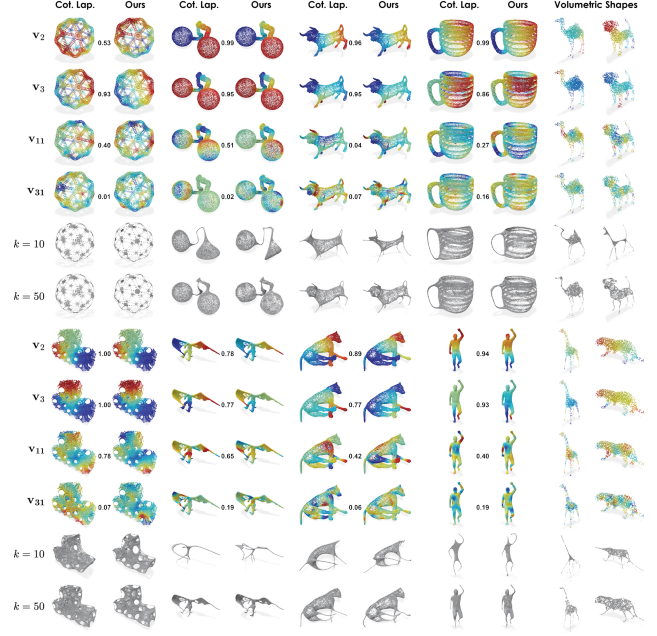 Cot. Lap. Ours Cot. Lap. Ours Cot. Lap. Ours Cot. Lap. Ours Volumetric Shapes
v2 0.53 0.99 0.96 0.99
v3 0.93 0.95 0.95 0.86
v11 0.40 0.51 0.04 0.27
v31 0.01 0.02 0.07 0.16
k = 10
k = 50
v2 1.00 0.78 0.89 0.94
v3 1.00 0.77 0.77 0.93
v11 0.78 0.65 0.42 0.40
v31 0.07 0.19 0.06 0.19
k = 10
k = 50